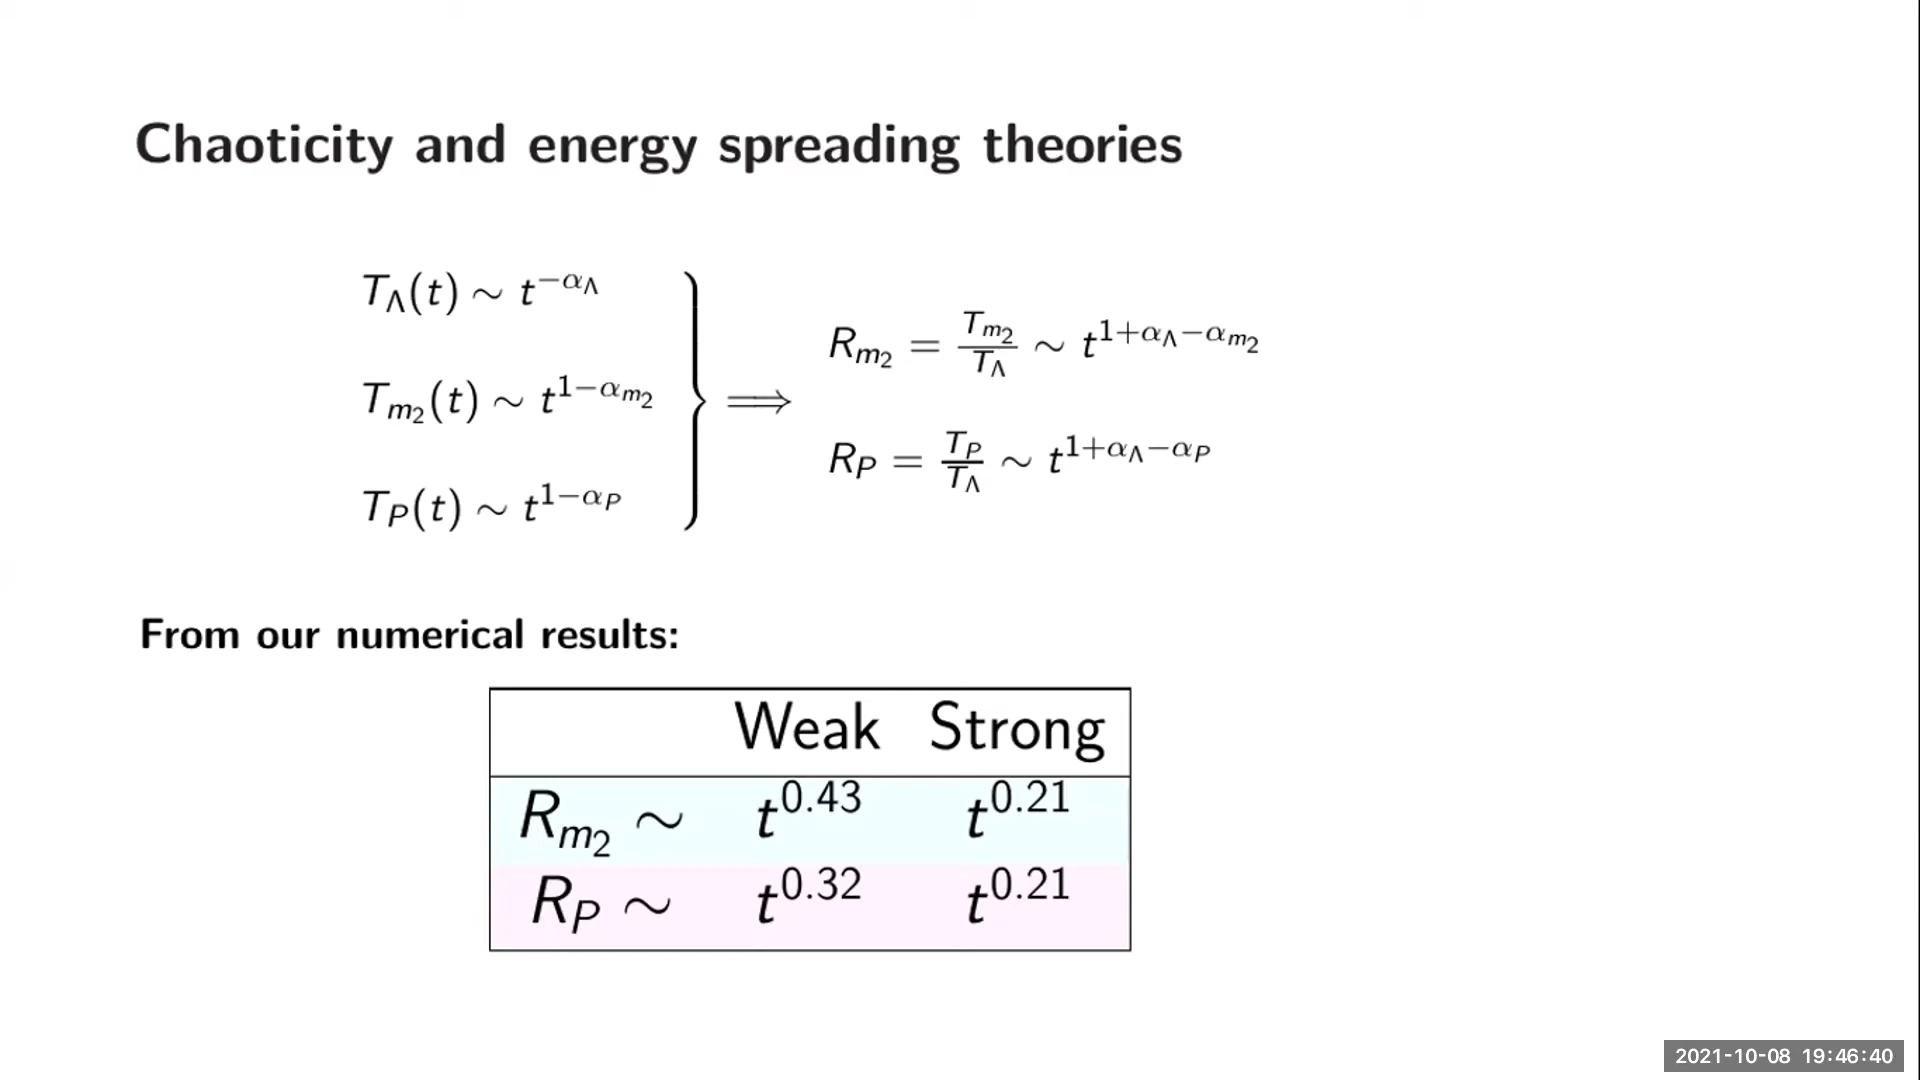 Chaoticity and energy spreading theories
T_Λ(t) ∼ t^{−α_Λ}
T_{m_2}(t) ∼ t^{1−α_{m_2}}
T_P(t) ∼ t^{1−α_P}
⟹
R_{m_2} = \frac{T_{m_2}}{T_Λ} ∼ t^{1+α_Λ−α_{m_2}}
R_P = \frac{T_P}{T_Λ} ∼ t^{1+α_Λ−α_P}
From our numerical results:
Weak Strong
R_{m_2} ∼ t^{0.43} t^{0.21}
R_P ∼ t^{0.32} t^{0.21}
2021-10-08 19:46:40